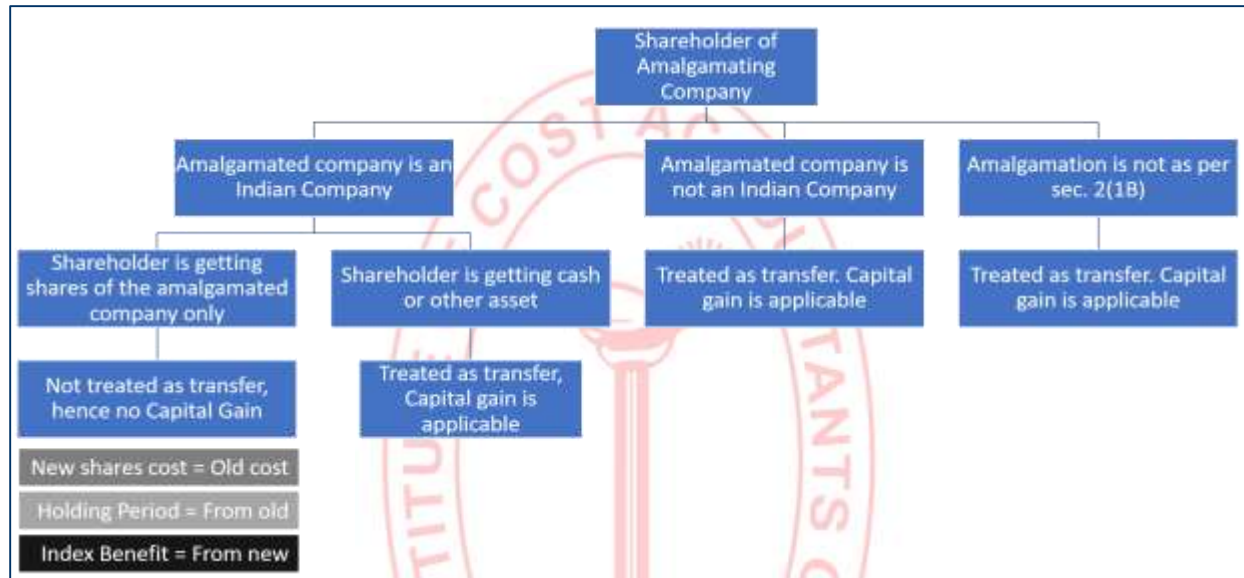 Shareholder of
Amalgamating
Company
Amalgamated company is an
Indian Company
Amalgamated company is
not an Indian Company
Amalgamation is not as per
sec. 2(1B)
Shareholder is getting
shares of the amalgamated
company only
Shareholder is getting cash
or other asset
Treated as transfer. Capital
gain is applicable
Treated as transfer. Capital
gain is applicable
Not treated as transfer,
hence no Capital Gain
Treated as transfer,
Capital gain is
applicable
New shares cost = Old cost
Holding Period = From old
Index Benefit = From new